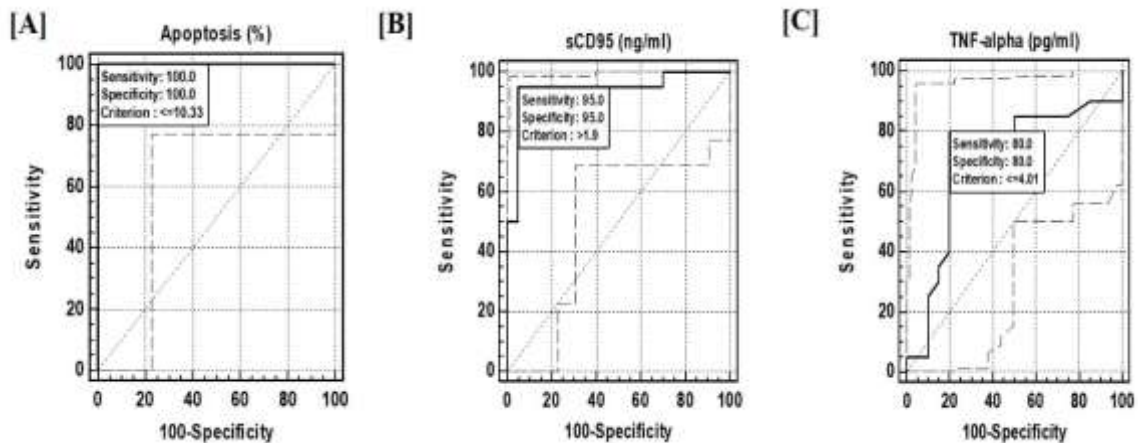 [A]
Apoptosis (%)
Sensitivity: 100.0
Specificity: 100.0
Criterion : <=10.33
Sensitivity
100
80
60
40
20
0
0 20 40 60 80 100
100-Specificity
[B]
sCD95 (ng/ml)
Sensitivity: 95.0
Specificity: 95.0
Criterion : >1.9
Sensitivity
100
80
60
40
20
0
0 20 40 60 80 100
100-Specificity
[C]
TNF-alpha (pg/ml)
Sensitivity: 80.0
Specificity: 80.0
Criterion : <=4.01
Sensitivity
100
80
60
40
20
0
0 20 40 60 80 100
100-Specificity